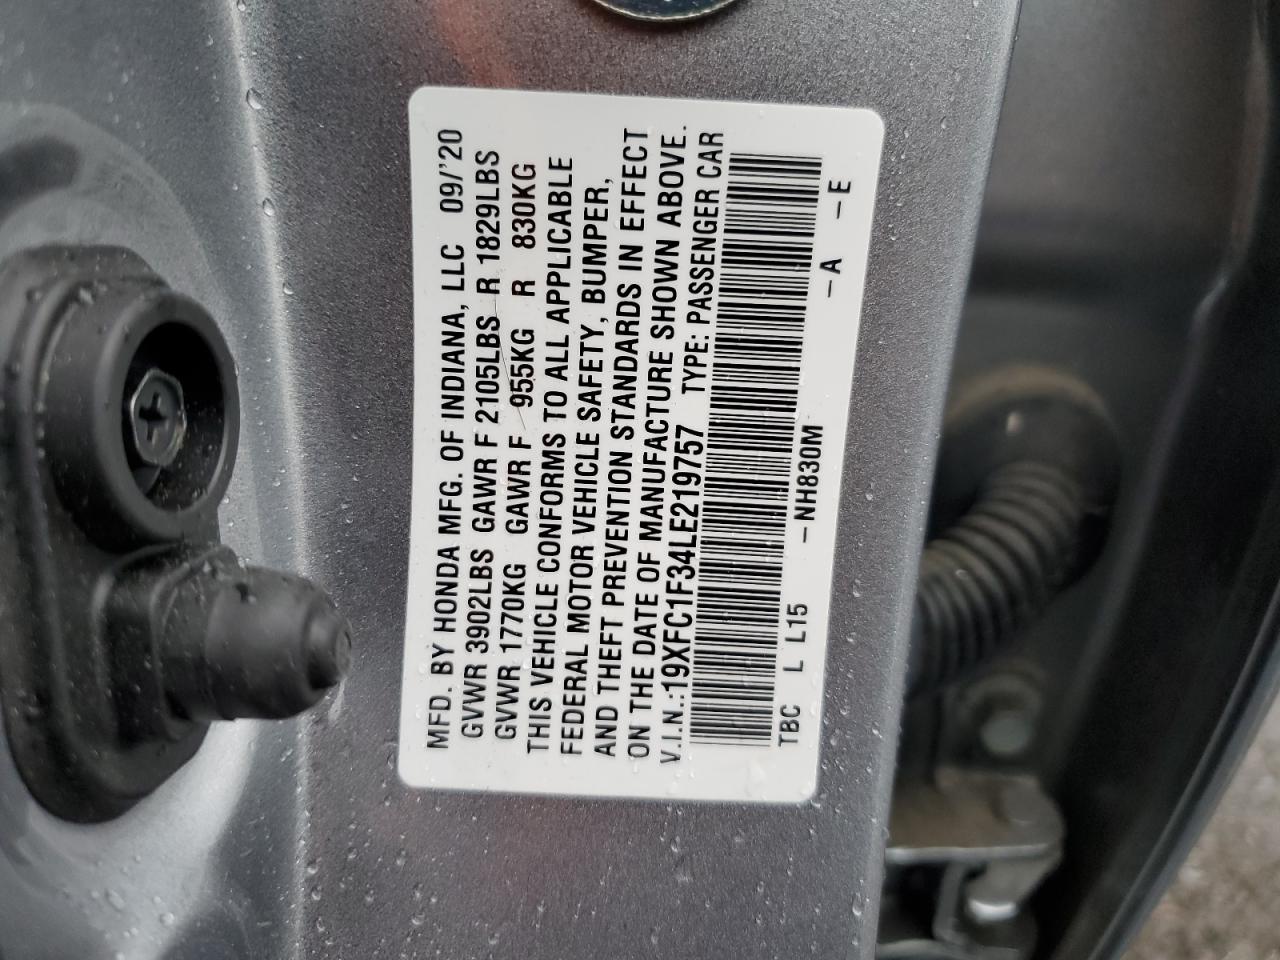 MFD. BY HONDA MFG. OF INDIANA, LLC 09/'20
GVWR 3902LBS GAWR F 2105LBS R 1829LBS
GVWR 1770KG GAWR F 955KG R 830KG
THIS VEHICLE CONFORMS TO ALL APPLICABLE
FEDERAL MOTOR VEHICLE SAFETY, BUMPER,
AND THEFT PREVENTION STANDARDS IN EFFECT
ON THE DATE OF MANUFACTURE SHOWN ABOVE.
V.I.N.:19XFC1F34LE219757 TYPE: PASSENGER CAR
TBC L L15 -NH830M -A -E